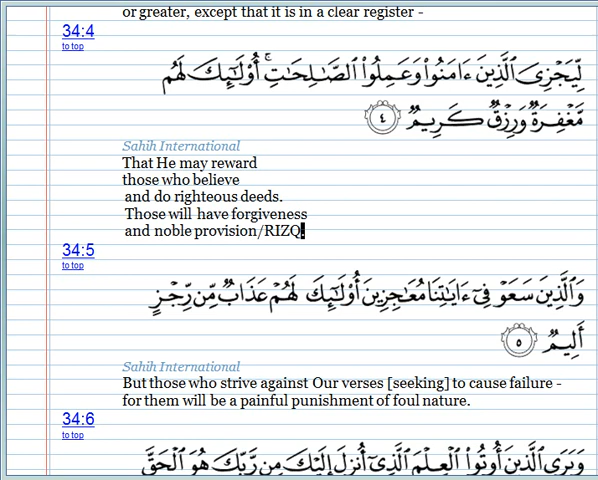 or greater, except that it is in a clear register -
34:4
to top
لِّيَجْزِىَ ٱلَّذِينَ ءَامَنُوا۟ وَعَمِلُوا۟ ٱلصَّـٰلِحَـٰتِ ۚ أُو۟لَـٰٓئِكَ لَهُم
مَّغْفِرَةٌ وَرِزْقٌ كَرِيمٌ ٤
Sahih International
That He may reward
those who believe
and do righteous deeds.
Those will have forgiveness
and noble provision/RIZQ.
34:5
to top
وَٱلَّذِينَ سَعَوْ فِىٓ ءَايَـٰتِنَا مُعَـٰجِزِينَ أُو۟لَـٰٓئِكَ لَهُمْ عَذَابٌ مِّن رِّجْزٍ
أَلِيمٌ ٥
Sahih International
But those who strive against Our verses [seeking] to cause failure -
for them will be a painful punishment of foul nature.
34:6
to top
وَيَرَى ٱلَّذِينَ أُوتُوا۟ ٱلْعِلْمَ ٱلَّذِىٓ أُنزِلَ إِلَيْكَ مِن رَّبِّكَ هُوَ ٱلْحَقَّ